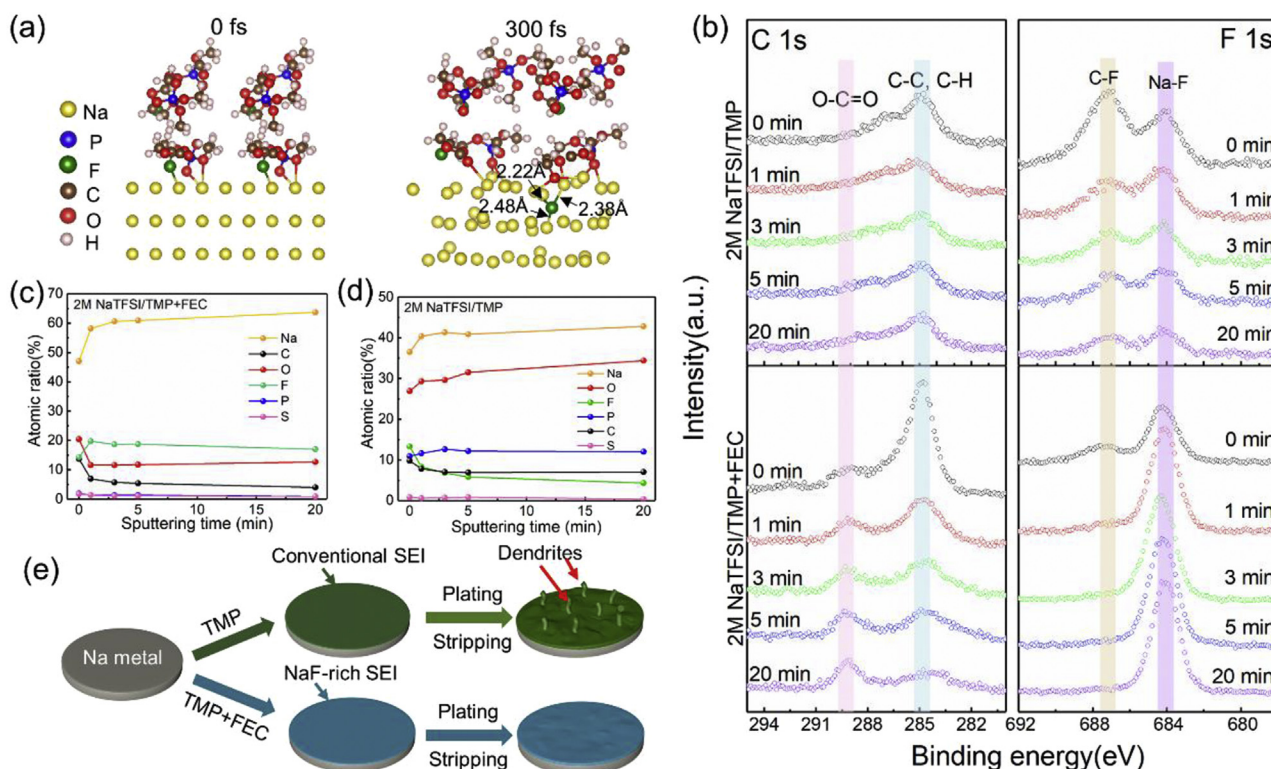 (a)
0 fs
300 fs
Na
P
F
C
O
H
2.22Å
2.48Å
2.38Å
(b)
C 1s
F 1s
O-C=O
C-C, C-H
C-F
Na-F
2M NaTFSI/TMP
0 min
1 min
3 min
5 min
20 min
0 min
1 min
3 min
5 min
20 min
2M NaTFSI/TMP+FEC
0 min
1 min
3 min
5 min
20 min
0 min
1 min
3 min
5 min
20 min
Intensity(a.u.)
294 291 288 285 282
692 688 684 680
Binding energy(eV)
(c)
2M NaTFSI/TMP+FEC
Atomic ratio(%)
70
60
50
40
30
20
10
0
Na
C
O
F
P
S
0 5 10 15 20
Sputtering time (min)
(d)
2M NaTFSI/TMP
Atomic ratio(%)
50
40
30
20
10
0
Na
O
F
P
C
S
0 5 10 15 20
Sputtering time (min)
(e)
Na metal
TMP
TMP+FEC
Conventional SEI
NaF-rich SEI
Plating
Stripping
Plating
Stripping
Dendrites